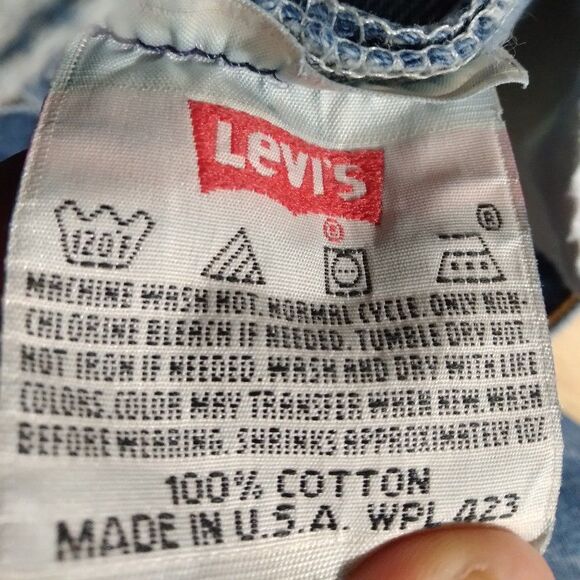 Levi's
®
®
120F
MACHINE WASH HOT. NORMAL CYCLE. ONLY NON-
CHLORINE BLEACH IF NEEDED. TUMBLE DRY HOT
HOT IRON IF NEEDED. WASH AND DRY WITH LIKE
COLORS. COLOR MAY TRANSFER WHEN NEW WASH
BEFORE WEARING. SHRINKS APPROXIMATELY 10%
100% COTTON
MADE IN U.S.A. WPL 423